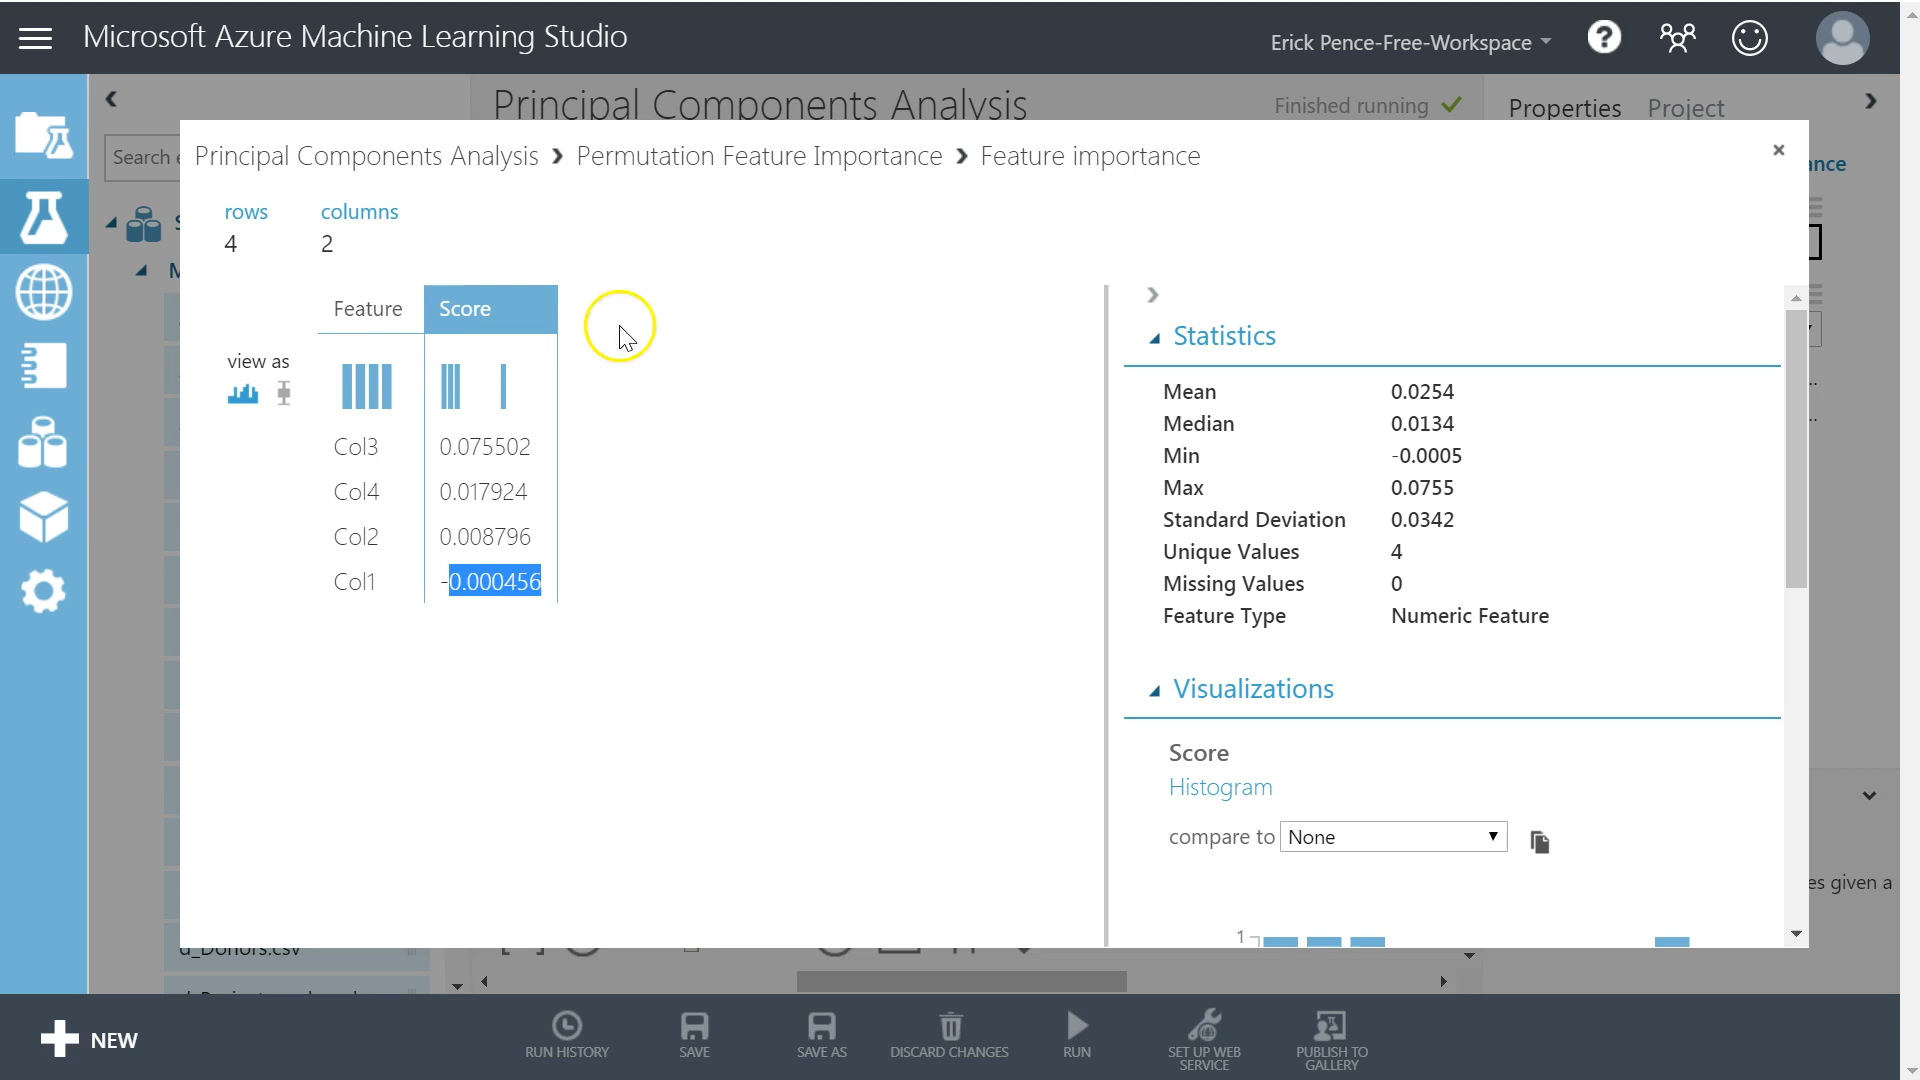 Microsoft Azure Machine Learning Studio
Erick Pence-Free-Workspace
Principal Components Analysis
Finished running
Properties Project
Search
Principal Components Analysis > Permutation Feature Importance > Feature importance
rows columns
4 2
Feature Score
view as
Col3 0.075502
Col4 0.017924
Col2 0.008796
Col1 -0.000456
Statistics
Mean 0.0254
Median 0.0134
Min -0.0005
Max 0.0755
Standard Deviation 0.0342
Unique Values 4
Missing Values 0
Feature Type Numeric Feature
Visualizations
Score
Histogram
compare to None
1
es given a
NEW
RUN HISTORY
SAVE
SAVE AS
DISCARD CHANGES
RUN
SET UP WEB
SERVICE
PUBLISH TO
GALLERY